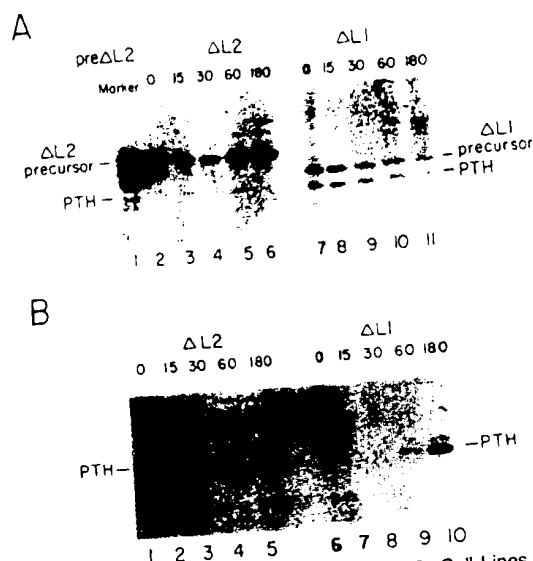 A
preΔL2 ΔL2 ΔL1
Marker 0 15 30 60 180 0 15 30 60 180
ΔL2 precursor
PTH
ΔL1 precursor
PTH
1 2 3 4 5 6 7 8 9 10 11
B
ΔL2 ΔL1
0 15 30 60 180 0 15 30 60 180
PTH
PTH
1 2 3 4 5 6 7 8 9 10
Cell Lines